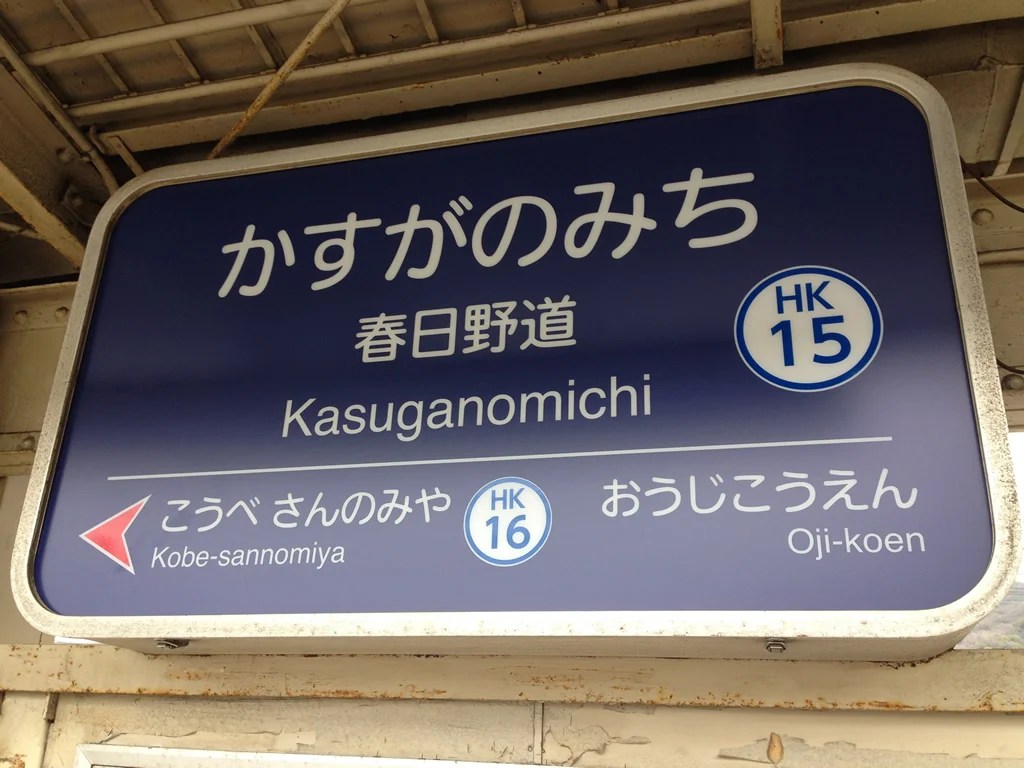 かすがのみち
春日野道
HK
15
Kasuganomichi
こうべ さんのみや
Kobe-sannomiya
HK
16
おうじこうえん
Oji-koen